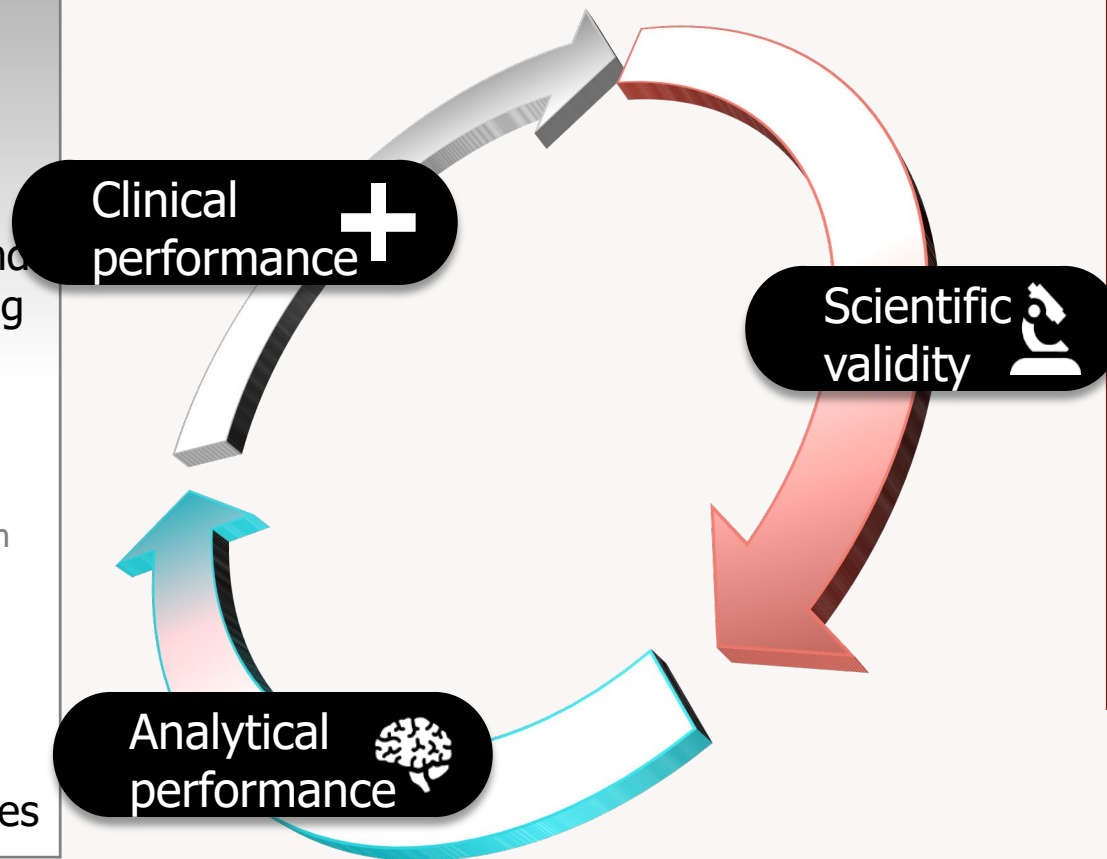 Clinical
performance
Scientific
validity
Analytical
performance